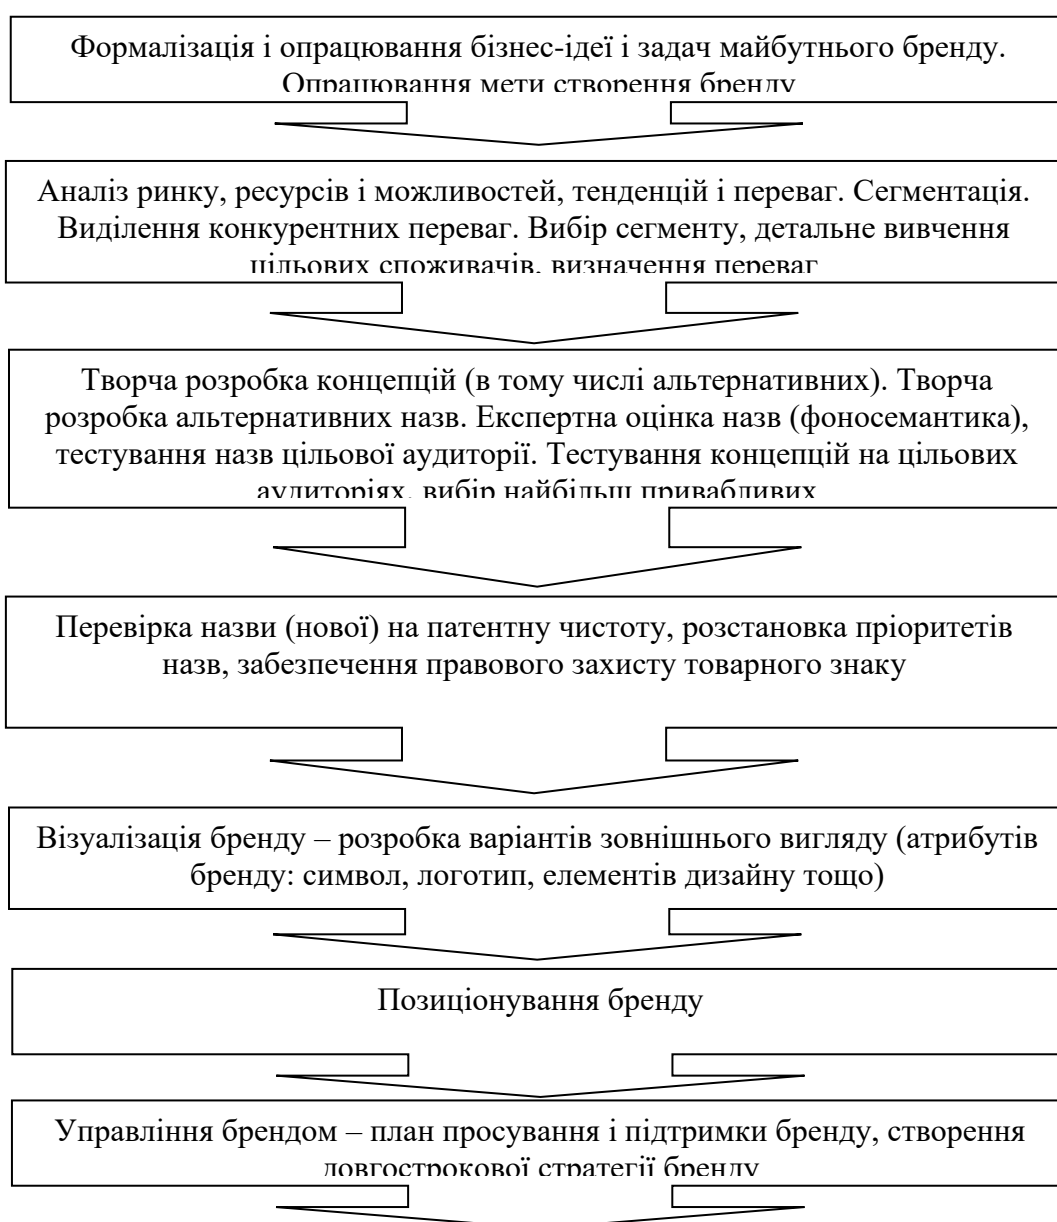 Формалізація і опрацювання бізнес-ідеї і задач майбутнього бренду.
Опрацювання мети створення бренду
Аналіз ринку, ресурсів і можливостей, тенденцій і переваг. Сегментація.
Виділення конкурентних переваг. Вибір сегменту, детальне вивчення
цільових споживачів, визначення переваг
Творча розробка концепцій (в тому числі альтернативних). Творча
розробка альтернативних назв. Експертна оцінка назв (фоносемантика),
тестування назв цільової аудиторії. Тестування концепцій на цільових
аудиторіях, вибір найбільш привабливих
Перевірка назви (нової) на патентну чистоту, розстановка пріоритетів
назв, забезпечення правового захисту товарного знаку
Візуалізація бренду – розробка варіантів зовнішнього вигляду (атрибутів
бренду: символ, логотип, елементів дизайну тощо)
Позиціонування бренду
Управління брендом – план просування і підтримки бренду, створення
довгострокової стратегії бренду